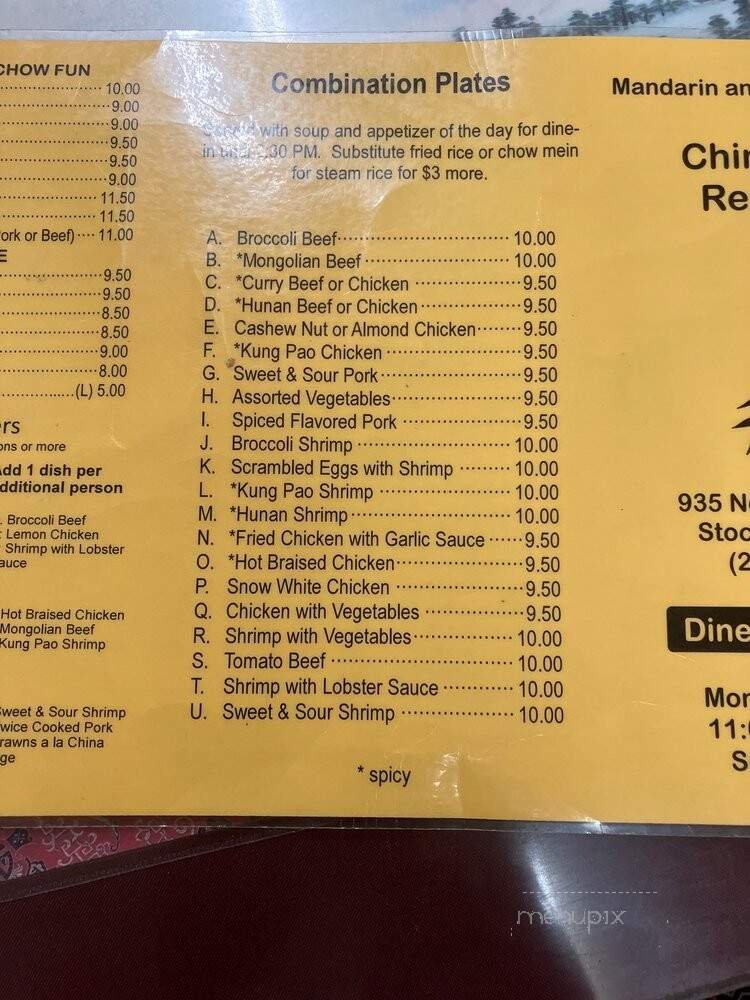 CHOW FUN
10.00
9.00
9.00
9.50
9.50
9.00
11.50
11.50
ork or Beef) 11.00
E
9.50
9.50
8.50
8.50
9.00
8.00
(L) 5.00
ers
ons or more
Add 1 dish per
dditional person
. Broccoli Beef
: Lemon Chicken
Shrimp with Lobster
auce
Hot Braised Chicken
Mongolian Beef
Kung Pao Shrimp
Sweet & Sour Shrimp
wice Cooked Pork
rawns a la China
ge
Combination Plates
with soup and appetizer of the day for dine-
in PM. Substitute fried rice or chow mein
for steam rice for $3 more.
A. Broccoli Beef 10.00
B. *Mongolian Beef 10.00
C. *Curry Beef or Chicken 9.50
D. *Hunan Beef or Chicken 9.50
E. Cashew Nut or Almond Chicken 9.50
F. *Kung Pao Chicken 9.50
G. Sweet & Sour Pork 9.50
H. Assorted Vegetables 9.50
I. Spiced Flavored Pork 9.50
J. Broccoli Shrimp 10.00
K. Scrambled Eggs with Shrimp 10.00
L. *Kung Pao Shrimp 10.00
M. *Hunan Shrimp 10.00
N. *Fried Chicken with Garlic Sauce 9.50
O. *Hot Braised Chicken 9.50
P. Snow White Chicken 9.50
Q. Chicken with Vegetables 9.50
R. Shrimp with Vegetables 10.00
S. Tomato Beef 10.00
T. Shrimp with Lobster Sauce 10.00
U. Sweet & Sour Shrimp 10.00
* spicy
Mandarin an
Chin
Re
935 No
Stoc
(2
Dine
Mon
11:0
S
menupix